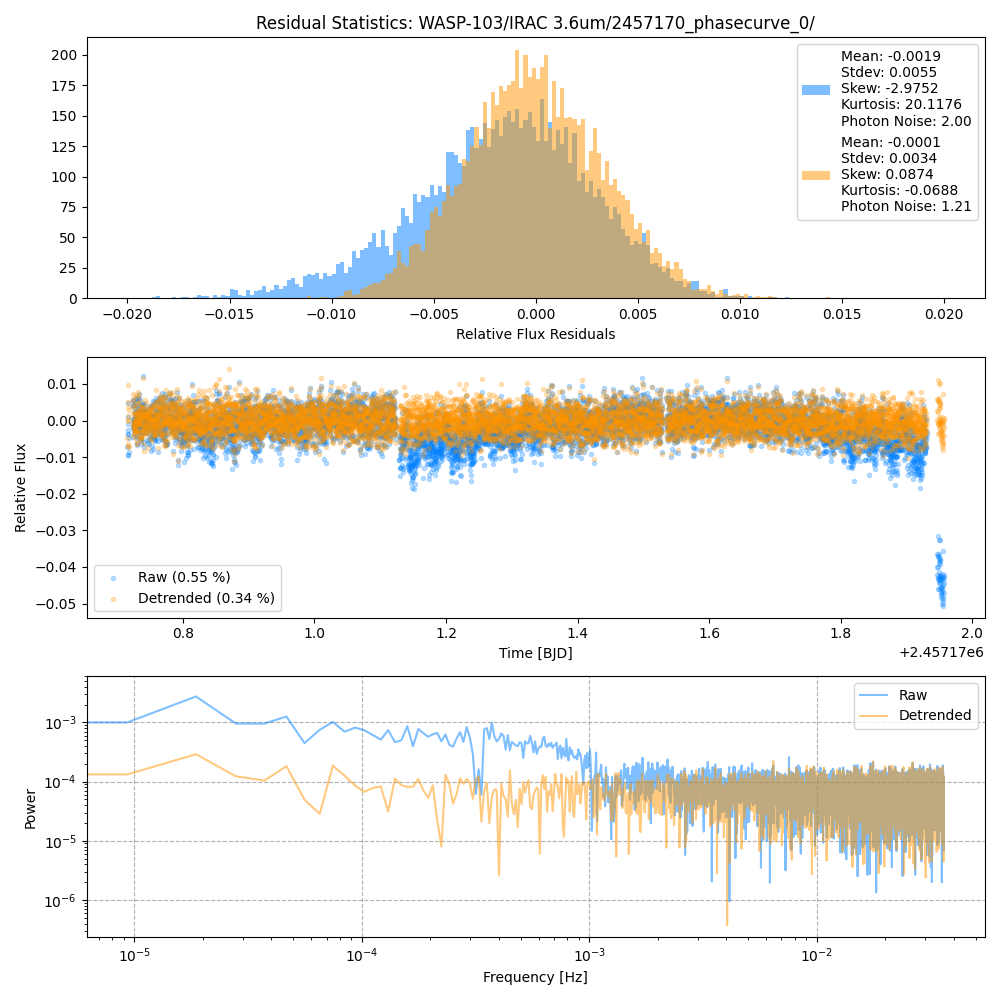 Residual Statistics: WASP-103/IRAC 3.6um/2457170_phasecurve_0/
200
175
150
125
100
75
50
25
0
Mean: -0.0019
Stdev: 0.0055
Skew: -2.9752
Kurtosis: 20.1176
Photon Noise: 2.00
Mean: -0.0001
Stdev: 0.0034
Skew: 0.0874
Kurtosis: -0.0688
Photon Noise: 1.21
−0.020 −0.015 −0.010 −0.005 0.000 0.005 0.010 0.015 0.020
Relative Flux Residuals
0.01
0.00
−0.01
−0.02
−0.03
−0.04
−0.05
Relative Flux
Raw (0.55 %)
Detrended (0.34 %)
0.8 1.0 1.2 1.4 1.6 1.8 2.0
Time [BJD]
+2.45717e6
Raw
Detrended
10⁻³
10⁻⁴
10⁻⁵
10⁻⁶
Power
10⁻⁵ 10⁻⁴ 10⁻³ 10⁻²
Frequency [Hz]